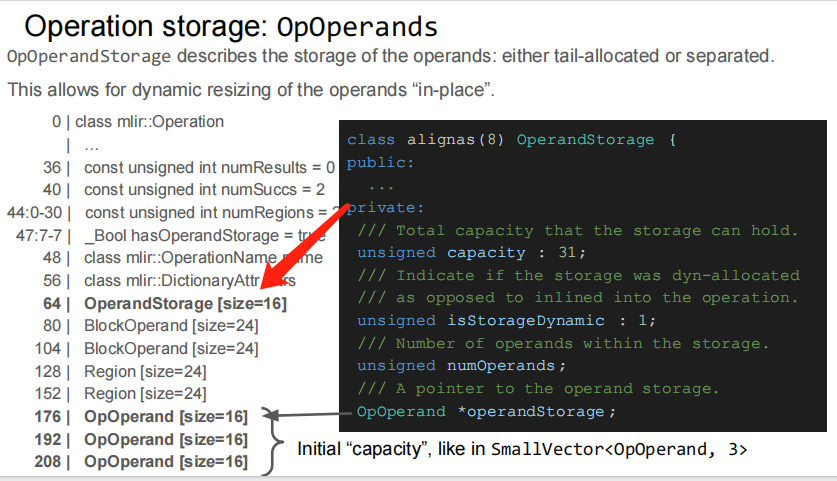 Operation storage: OpOperands
OpOperandStorage describes the storage of the operands: either tail-allocated or separated.
This allows for dynamic resizing of the operands “in-place”.
0 | class mlir::Operation
| ...
36 | const unsigned int numResults = 0
40 | const unsigned int numSuccs = 2
44:0-30 | const unsigned int numRegions =
47:7-7 | _Bool hasOperandStorage = true
48 | class mlir::OperationName name
56 | class mlir::DictionaryAttr
64 | OperandStorage [size=16]
80 | BlockOperand [size=24]
104 | BlockOperand [size=24]
128 | Region [size=24]
152 | Region [size=24]
176 | OpOperand [size=16]
192 | OpOperand [size=16]
208 | OpOperand [size=16]
class alignas(8) OperandStorage {
public:
...
private:
/// Total capacity that the storage can hold.
unsigned capacity : 31;
/// Indicate if the storage was dyn-allocated
/// as opposed to inlined into the operation.
unsigned isStorageDynamic : 1;
/// Number of operands within the storage.
unsigned numOperands;
/// A pointer to the operand storage.
OpOperand *operandStorage;
Initial “capacity”, like in SmallVector<OpOperand, 3>